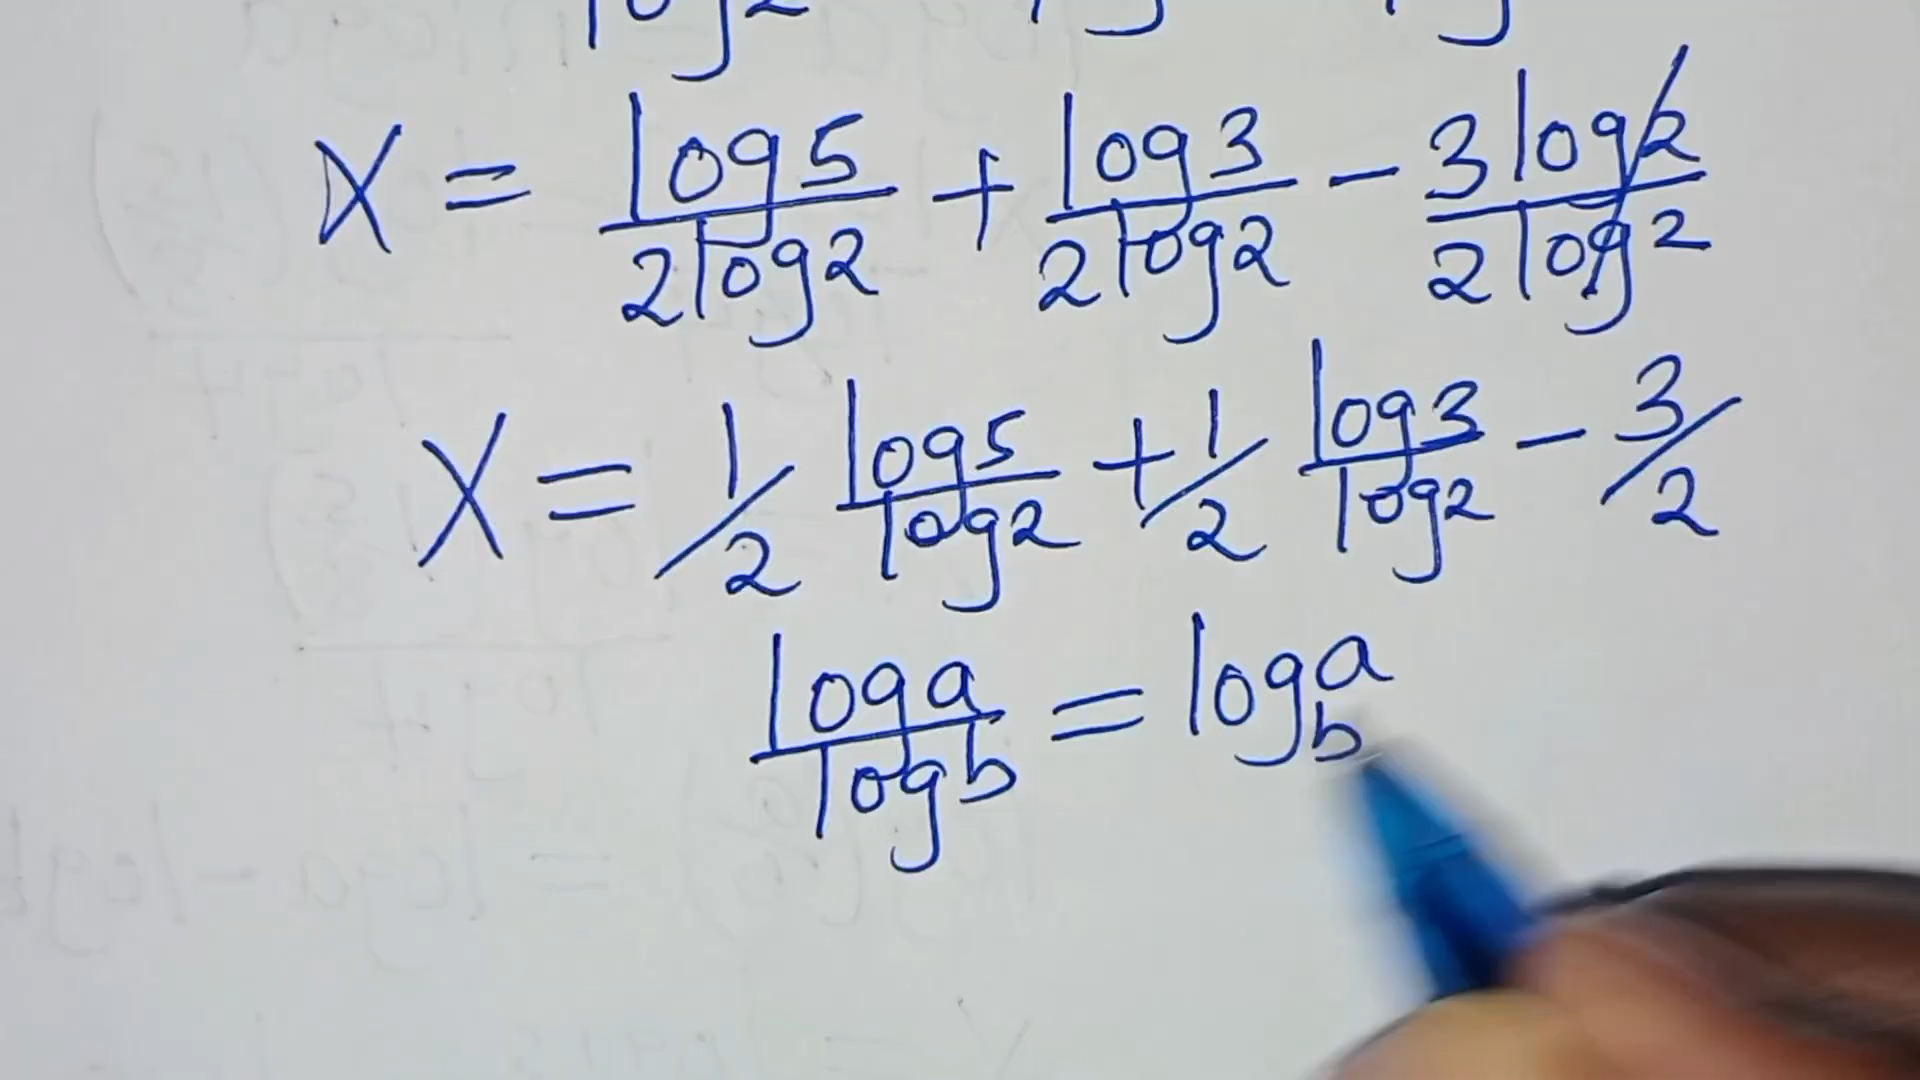 X = log5/2log2 + log3/2log2 - 3log2/2log2
X = 1/2 log5/log2 + 1/2 log3/log2 - 3/2
loga/logb = log_b a